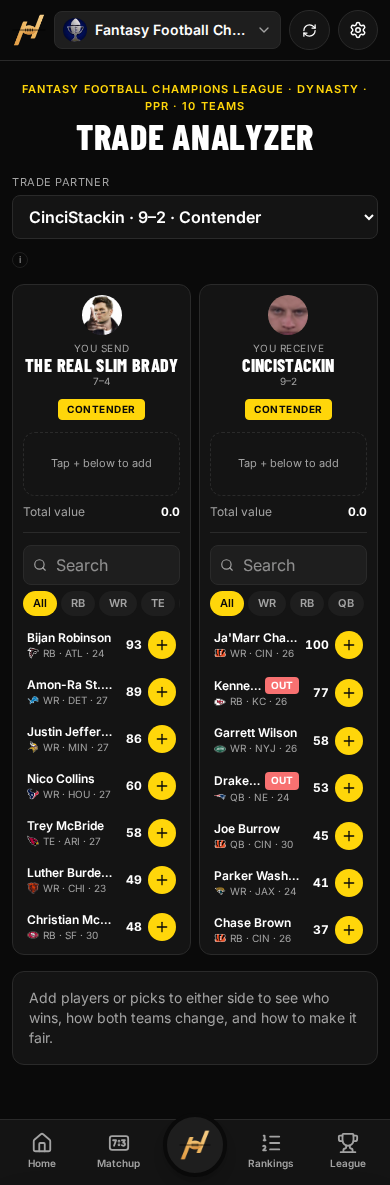 Fantasy Football Ch...
FANTASY FOOTBALL CHAMPIONS LEAGUE · DYNASTY ·
PPR · 10 TEAMS
TRADE ANALYZER
TRADE PARTNER
CinciStackin · 9–2 · Contender
i
YOU SEND
THE REAL SLIM BRADY
7–4
CONTENDER
Tap + below to add
Total value 0.0
Search
All RB WR TE
Bijan Robinson
RB · ATL · 24
93
Amon-Ra St....
WR · DET · 27
89
Justin Jeffer...
WR · MIN · 27
86
Nico Collins
WR · HOU · 27
60
Trey McBride
TE · ARI · 27
58
Luther Burde...
WR · CHI · 23
49
Christian Mc...
RB · SF · 30
48
YOU RECEIVE
CINCISTACKIN
9–2
CONTENDER
Tap + below to add
Total value 0.0
Search
All WR RB QB
Ja'Marr Cha...
WR · CIN · 26
100
Kenne... OUT
RB · KC · 26
77
Garrett Wilson
WR · NYJ · 26
58
Drake... OUT
QB · NE · 24
53
Joe Burrow
QB · CIN · 30
45
Parker Wash...
WR · JAX · 24
41
Chase Brown
RB · CIN · 26
37
Add players or picks to either side to see who
wins, how both teams change, and how to make it
fair.
7:3
Home Matchup Rankings League